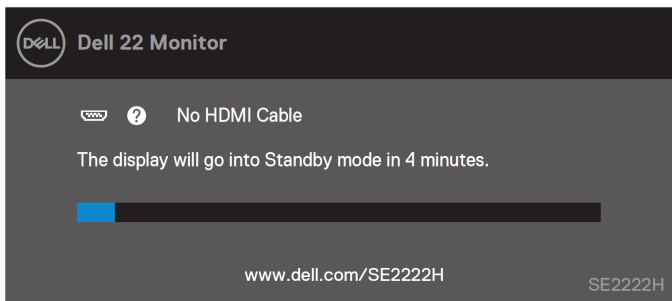 DELL Dell 22 Monitor
? No HDMI Cable
The display will go into Standby mode in 4 minutes.
www.dell.com/SE2222H
SE2222H